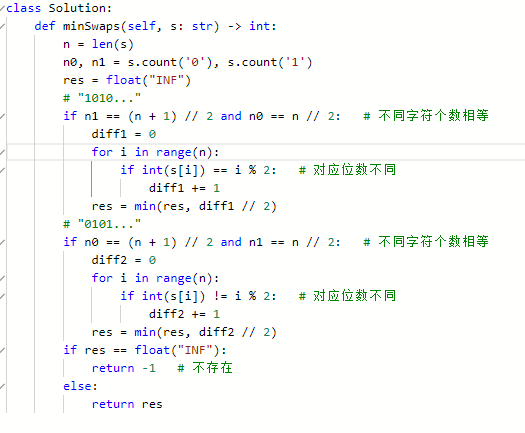 class Solution:
    def minSwaps(self, s: str) -> int:
        n = len(s)
        n0, n1 = s.count('0'), s.count('1')
        res = float("INF")
        # "1010..."
        if n1 == (n + 1) // 2 and n0 == n // 2:   # 不同字符个数相等
            diff1 = 0
            for i in range(n):
                if int(s[i]) == i % 2:   # 对应位数不同
                    diff1 += 1
            res = min(res, diff1 // 2)
        # "0101..."
        if n0 == (n + 1) // 2 and n1 == n // 2:   # 不同字符个数相等
            diff2 = 0
            for i in range(n):
                if int(s[i]) != i % 2:   # 对应位数不同
                    diff2 += 1
            res = min(res, diff2 // 2)
        if res == float("INF"):
            return -1   # 不存在
        else:
            return res